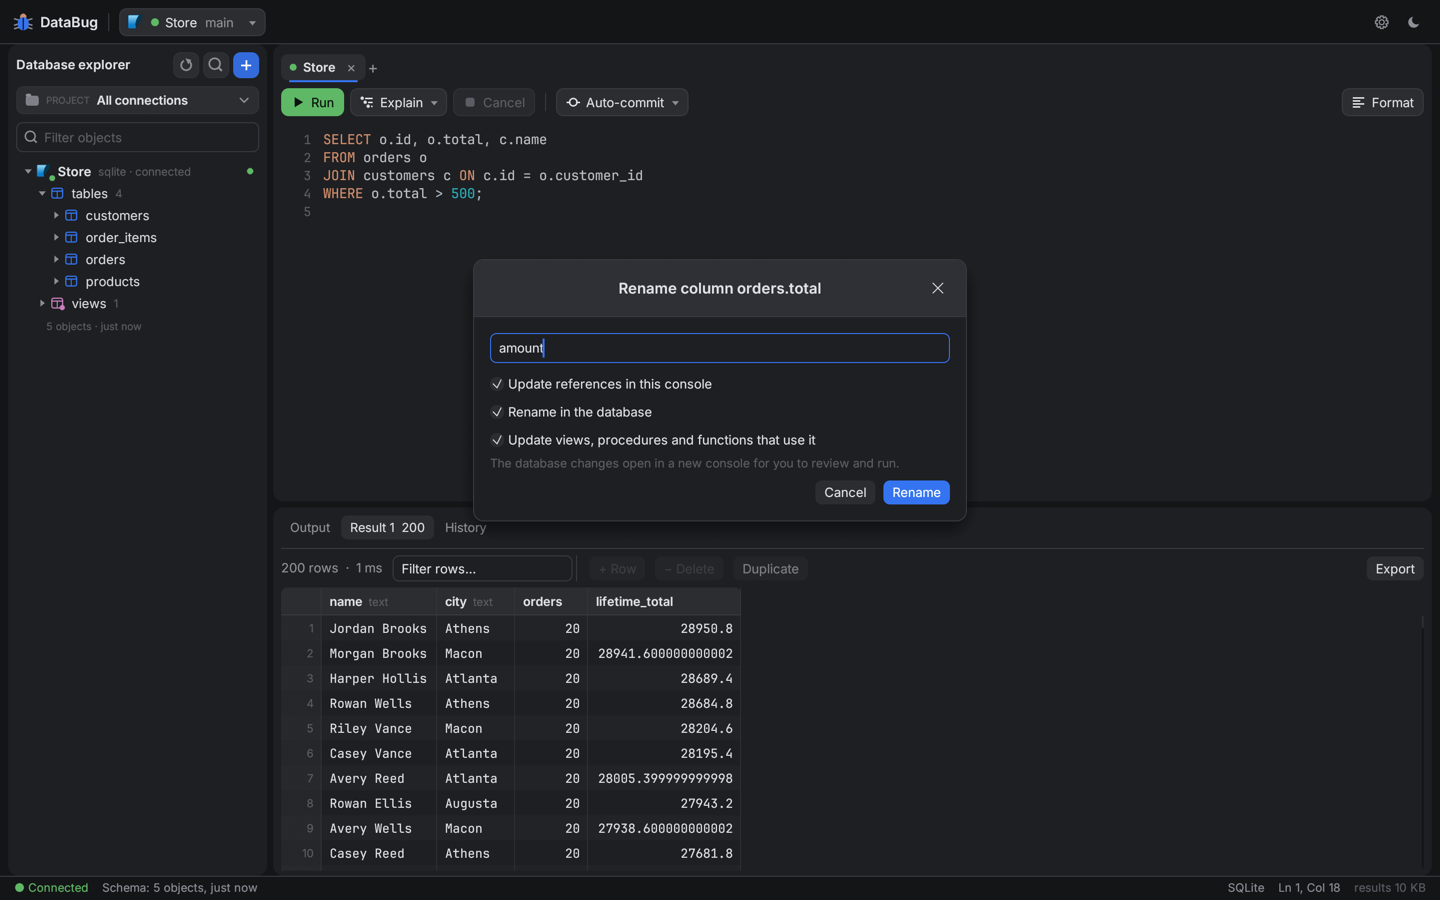 DataBug
Store main
Database explorer
PROJECT All connections
Filter objects
Store sqlite · connected
tables 4
customers
order_items
orders
products
views 1
5 objects · just now
Store × +
Run Explain Cancel Auto-commit Format
1 SELECT o.id, o.total, c.name
2 FROM orders o
3 JOIN customers c ON c.id = o.customer_id
4 WHERE o.total > 500;
5
Rename column orders.total
amount
Update references in this console
Rename in the database
Update views, procedures and functions that use it
The database changes open in a new console for you to review and run.
Cancel Rename
Output Result 1 200 History
200 rows · 1 ms Filter rows... + Row − Delete Duplicate Export
name text city text orders lifetime_total
1 Jordan Brooks Athens 20 28950.8
2 Morgan Brooks Macon 20 28941.600000000002
3 Harper Hollis Atlanta 20 28689.4
4 Rowan Wells Athens 20 28684.8
5 Riley Vance Macon 20 28204.6
6 Casey Vance Atlanta 20 28195.4
7 Avery Reed Atlanta 20 28005.399999999998
8 Rowan Ellis Augusta 20 27943.2
9 Avery Wells Macon 20 27938.600000000002
10 Casey Reed Athens 20 27681.8
Connected Schema: 5 objects, just now SQLite Ln 1, Col 18 results 10 KB